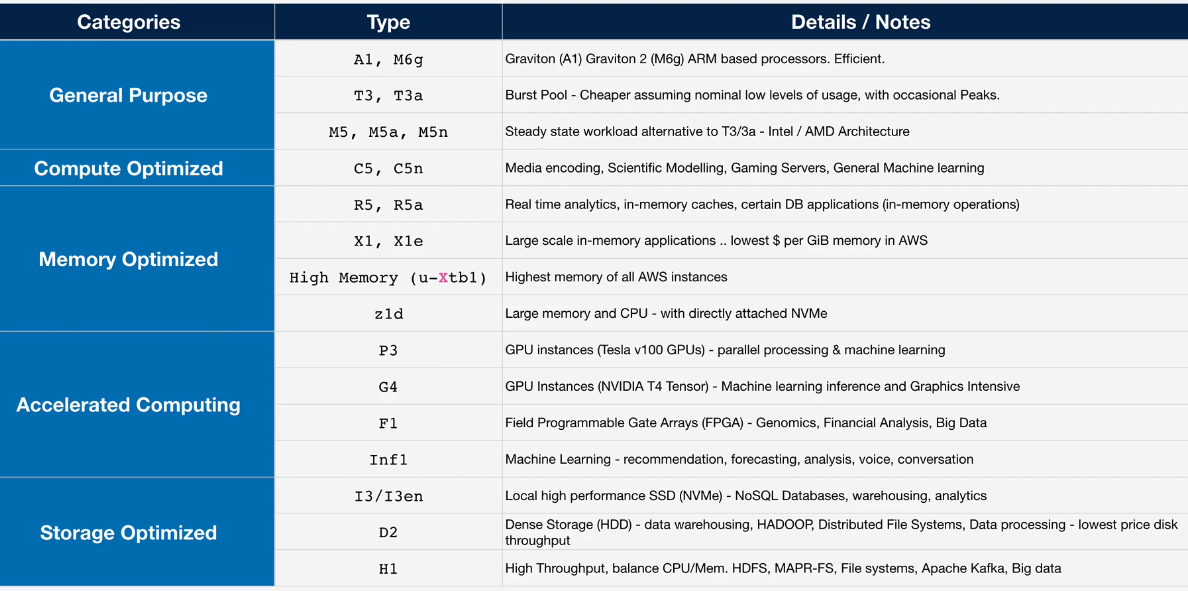 Categories Type Details / Notes
General Purpose
A1, M6g Graviton (A1) Graviton 2 (M6g) ARM based processors. Efficient.
T3, T3a Burst Pool - Cheaper assuming nominal low levels of usage, with occasional Peaks.
M5, M5a, M5n Steady state workload alternative to T3/3a - Intel / AMD Architecture
Compute Optimized
C5, C5n Media encoding, Scientific Modelling, Gaming Servers, General Machine learning
Memory Optimized
R5, R5a Real time analytics, in-memory caches, certain DB applications (in-memory operations)
X1, X1e Large scale in-memory applications .. lowest $ per GiB memory in AWS
High Memory (u-Xtb1) Highest memory of all AWS instances
z1d Large memory and CPU - with directly attached NVMe
Accelerated Computing
P3 GPU instances (Tesla v100 GPUs) - parallel processing & machine learning
G4 GPU Instances (NVIDIA T4 Tensor) - Machine learning inference and Graphics Intensive
F1 Field Programmable Gate Arrays (FPGA) - Genomics, Financial Analysis, Big Data
Inf1 Machine Learning - recommendation, forecasting, analysis, voice, conversation
Storage Optimized
I3/I3en Local high performance SSD (NVMe) - NoSQL Databases, warehousing, analytics
D2 Dense Storage (HDD) - data warehousing, HADOOP, Distributed File Systems, Data processing - lowest price disk
throughput
H1 High Throughput, balance CPU/Mem. HDFS, MAPR-FS, File systems, Apache Kafka, Big data